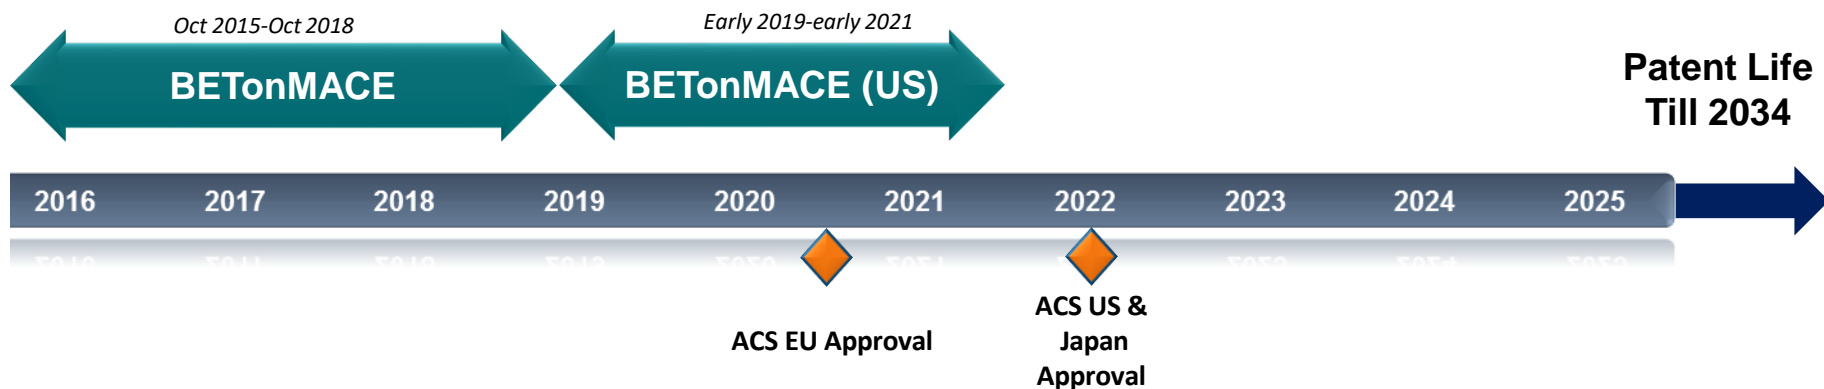 Oct 2015-Oct 2018
Early 2019-early 2021
BETonMACE
BETonMACE (US)
Patent Life
Till 2034
2016 2017 2018 2019 2020 2021 2022 2023 2024 2025
ACS EU Approval
ACS US &
Japan
Approval